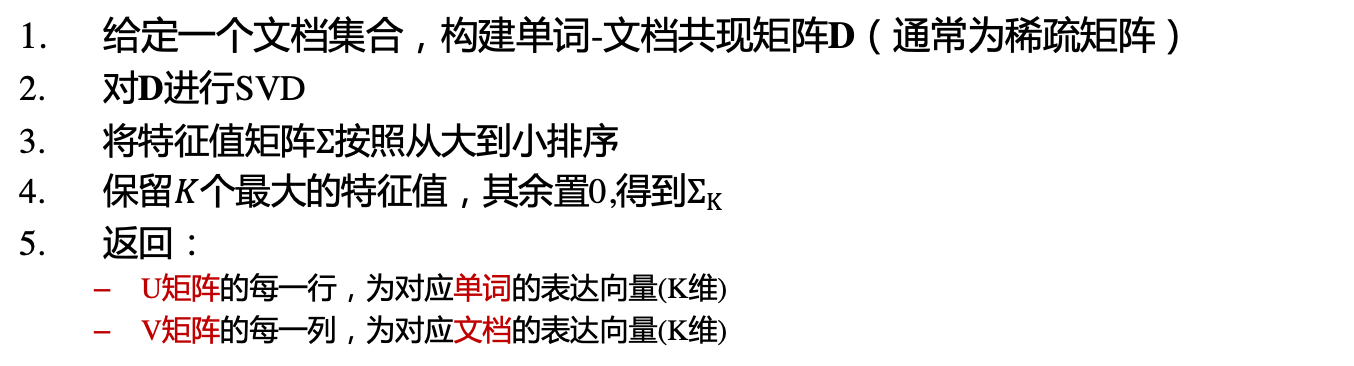 1. 给定一个文档集合，构建单词-文档共现矩阵D（通常为稀疏矩阵）
2. 对D进行SVD
3. 将特征值矩阵Σ按照从大到小排序
4. 保留K个最大的特征值，其余置0,得到Σ_K
5. 返回：
– U矩阵的每一行，为对应单词的表达向量(K维)
– V矩阵的每一列，为对应文档的表达向量(K维)